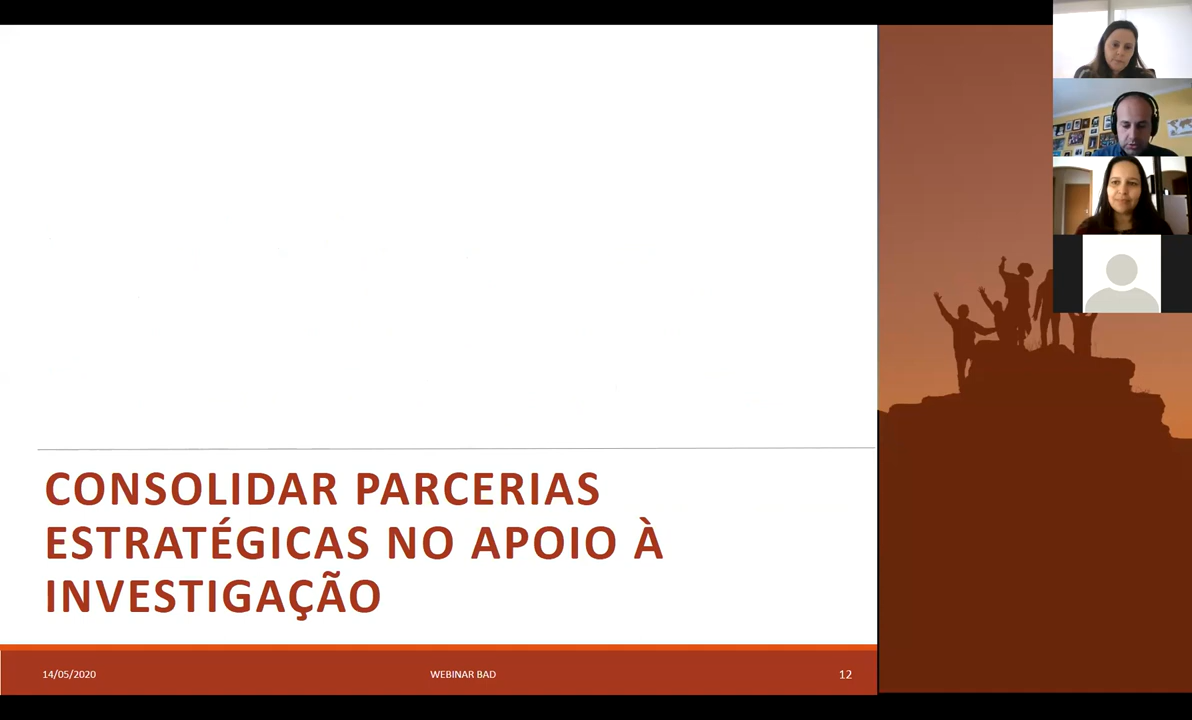 CONSOLIDAR PARCERIAS
ESTRATÉGICAS NO APOIO À
INVESTIGAÇÃO
14/05/2020
WEBINAR BAD
12